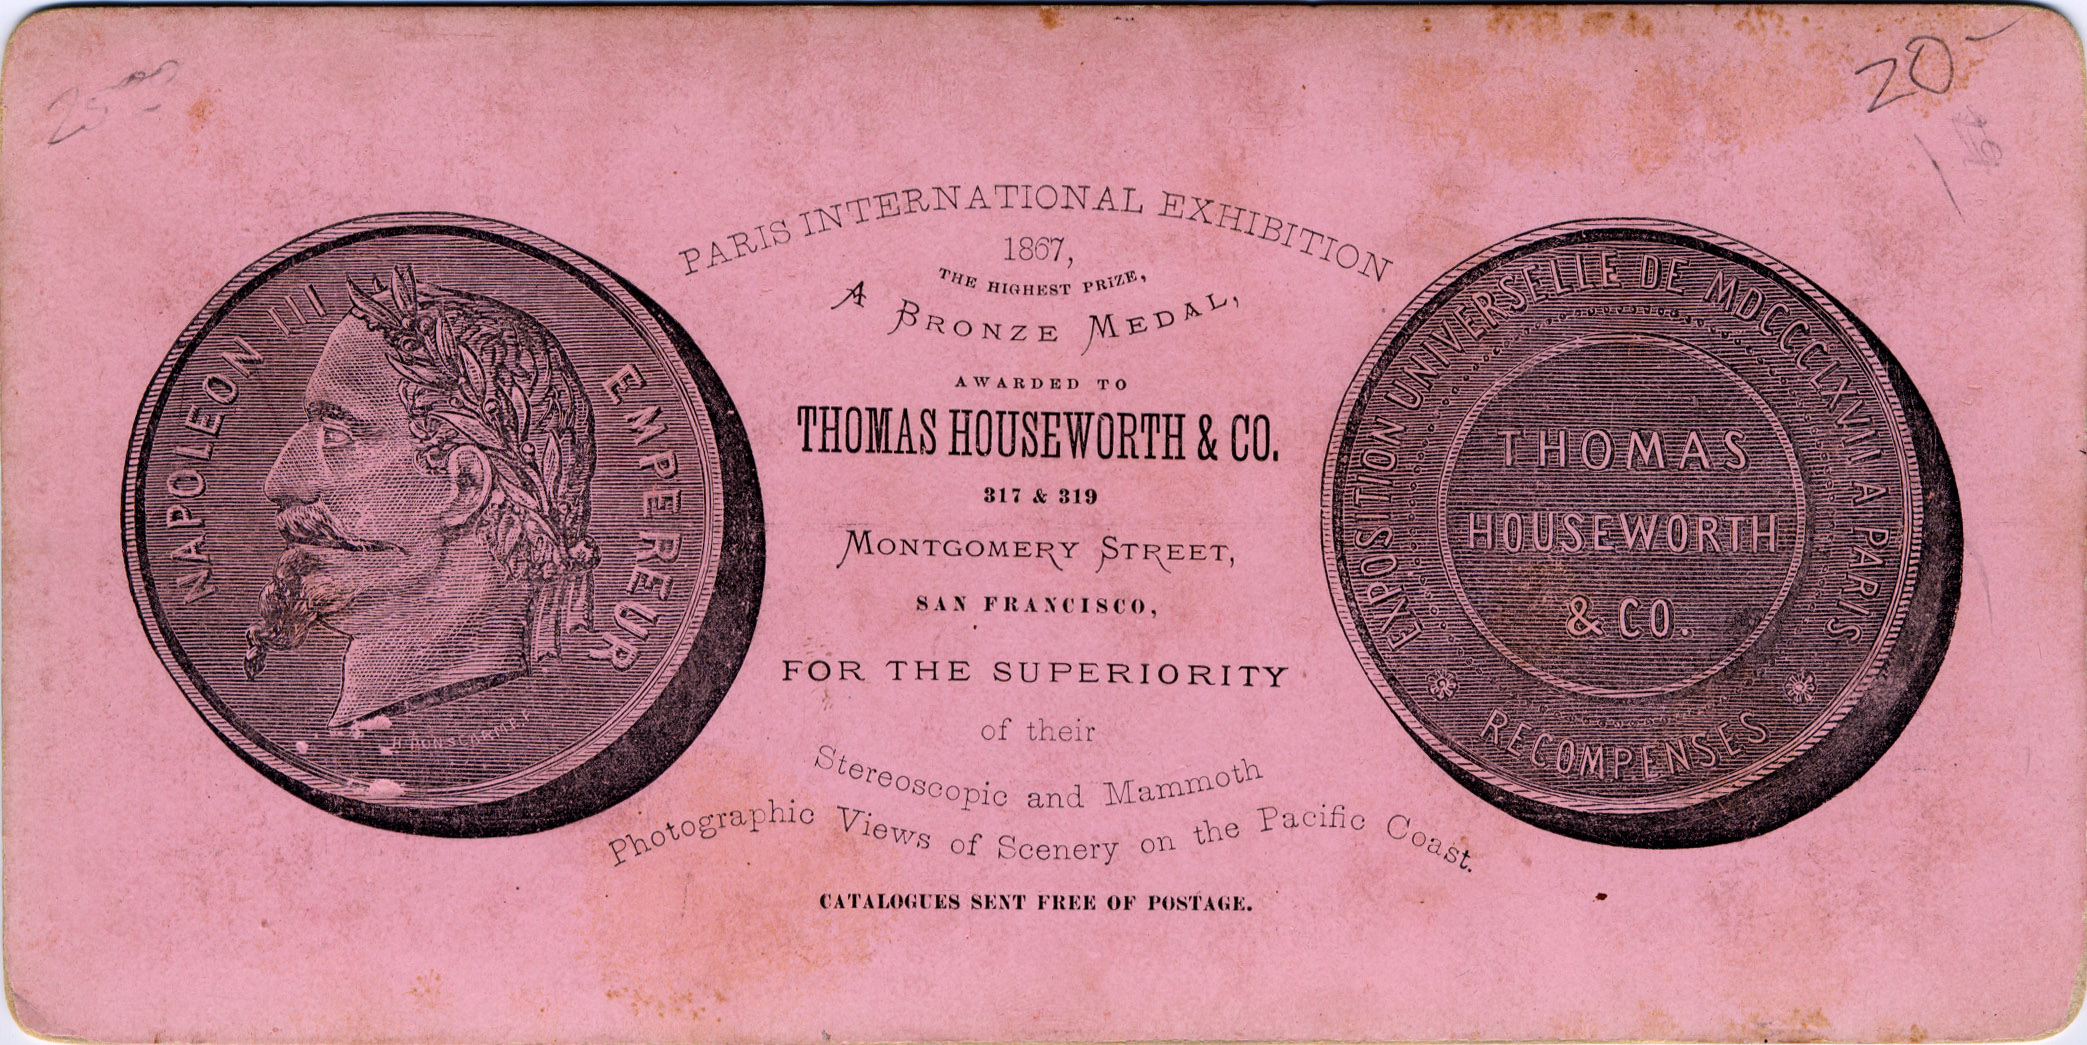 25
20-
NAPOLEON III EMPEREUR
PARIS INTERNATIONAL EXHIBITION
1867,
THE HIGHEST PRIZE,
A BRONZE MEDAL,
AWARDED TO
THOMAS HOUSEWORTH & CO.
317 & 319
MONTGOMERY STREET,
SAN FRANCISCO,
FOR THE SUPERIORITY
of their
Stereoscopic and Mammoth
Photographic Views of Scenery on the Pacific Coast.
CATALOGUES SENT FREE OF POSTAGE.
EXPOSITION UNIVERSELLE DE MDCCCLXVII A PARIS
THOMAS
HOUSEWORTH
& CO.
RECOMPENSES